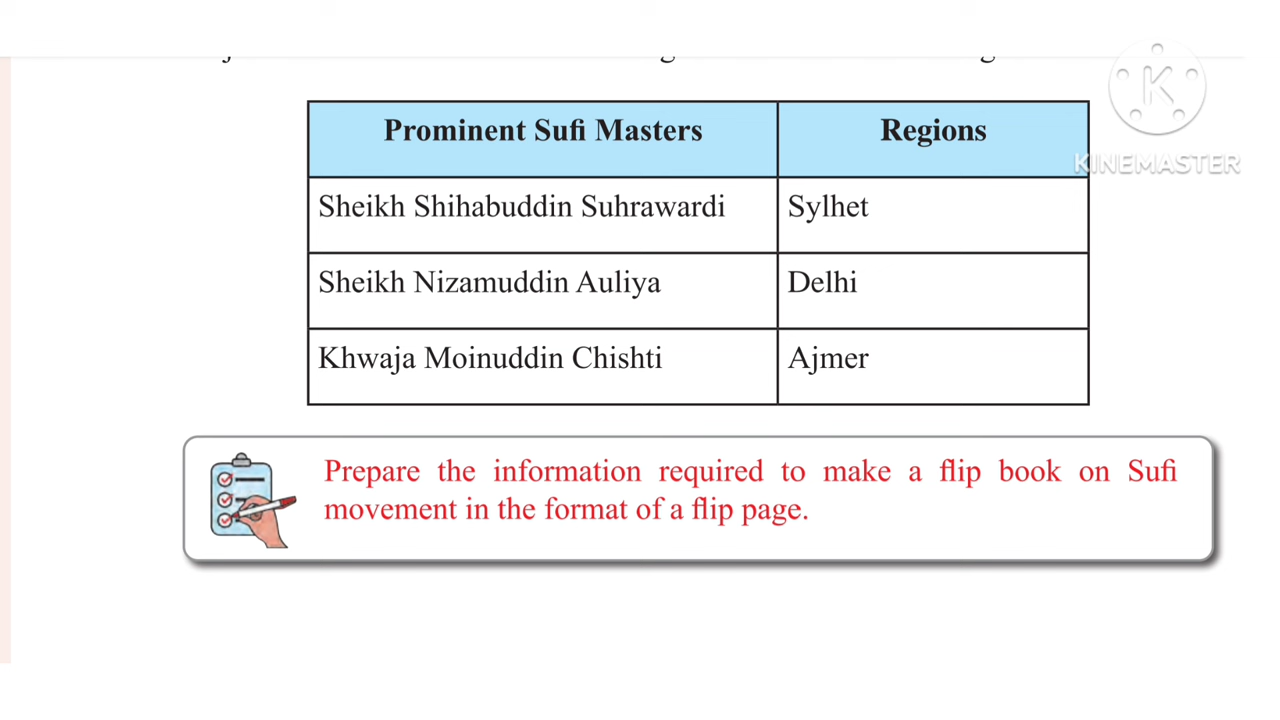 Prominent Sufi Masters Regions
Sheikh Shihabuddin Suhrawardi Sylhet
Sheikh Nizamuddin Auliya Delhi
Khwaja Moinuddin Chishti Ajmer
Prepare the information required to make a flip book on Sufi
movement in the format of a flip page.
K
KINEMASTER